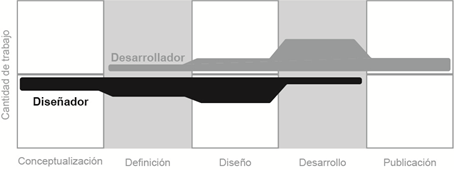 Cantidad de trabajo
Desarrollador
Diseñador
Conceptualización
Definición
Diseño
Desarrollo
Publicación